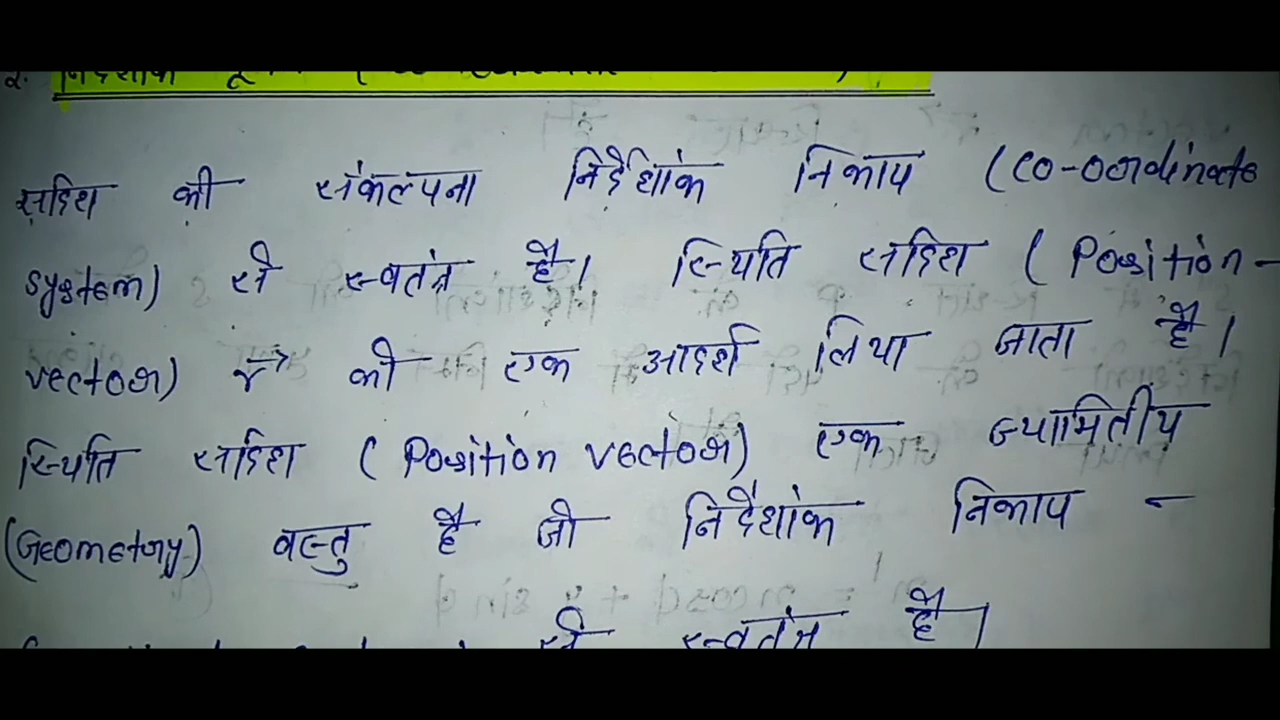 2. निर्देशांक
सदिश की संकल्पना निर्देशांक निकाय (co-ordinate
system) से स्वतंत्र है। स्थिति सदिश (Position-
vector) r→ को एक आदर्श लिया जाता है।
स्थिति सदिश (Position vector) एक ज्यामितीय
(Geometry) वस्तु है जो निर्देशांक निकाय -
से स्वतंत्र है।